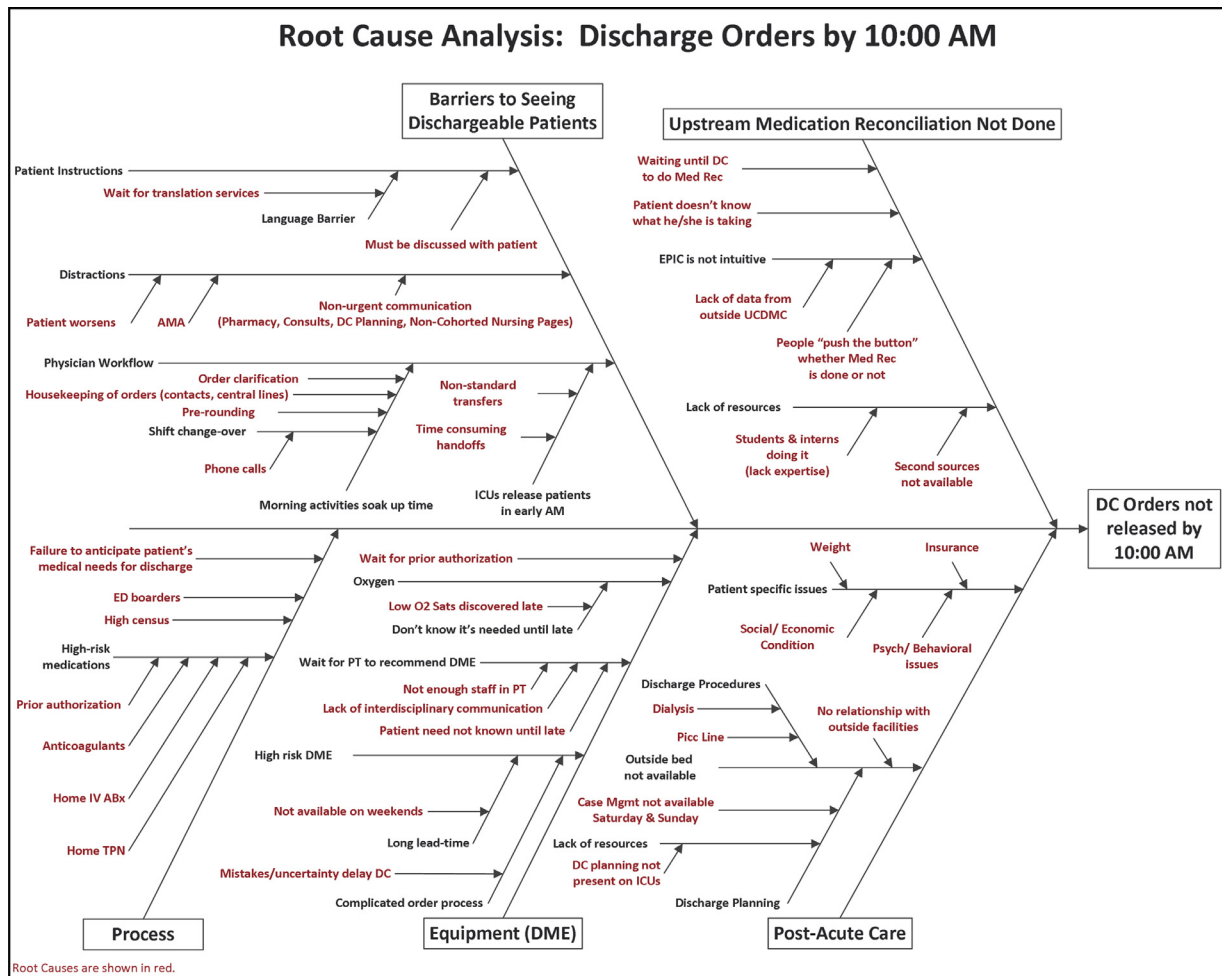 Root Cause Analysis:  Discharge Orders by 10:00 AM
Barriers to Seeing
Dischargeable Patients
Patient Instructions
Wait for translation services
Language Barrier
Must be discussed with patient
Distractions
Patient worsens
AMA
Non-urgent communication
(Pharmacy, Consults, DC Planning, Non-Cohorted Nursing Pages)
Physician Workflow
Order clarification
Housekeeping of orders (contacts, central lines)
Pre-rounding
Shift change-over
Phone calls
Morning activities soak up time
Non-standard
transfers
Time consuming
handoffs
ICUs release patients
in early AM
Upstream Medication Reconciliation Not Done
Waiting until DC
to do Med Rec
Patient doesn't know
what he/she is taking
EPIC is not intuitive
Lack of data from
outside UCDMC
People “push the button”
whether Med Rec
is done or not
Lack of resources
Students & interns
doing it
(lack expertise)
Second sources
not available
DC Orders not
released by
10:00 AM
Failure to anticipate patient's
medical needs for discharge
ED boarders
High census
High-risk
medications
Prior authorization
Anticoagulants
Home IV ABx
Home TPN
Process
Wait for prior authorization
Oxygen
Low O2 Sats discovered late
Don't know it's needed until late
Wait for PT to recommend DME
Not enough staff in PT
Lack of interdisciplinary communication
Patient need not known until late
High risk DME
Not available on weekends
Long lead-time
Mistakes/uncertainty delay DC
Complicated order process
Equipment (DME)
Weight
Insurance
Patient specific issues
Social/ Economic
Condition
Psych/ Behavioral
issues
Discharge Procedures
Dialysis
Picc Line
No relationship with
outside facilities
Outside bed
not available
Case Mgmt not available
Saturday & Sunday
Lack of resources
DC planning not
present on ICUs
Discharge Planning
Post-Acute Care
Root Causes are shown in red.